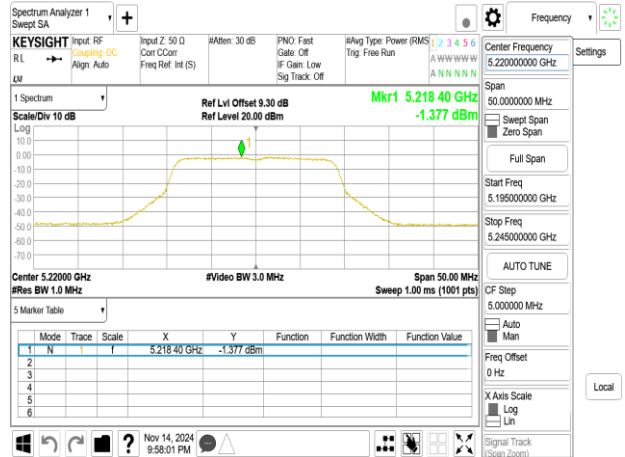 Spectrum Analyzer 1
Swept SA
+
Frequency
KEYSIGHT
RL
Input: RF
Coupling: DC
Align: Auto
Input Z: 50 Ω
Corr CCorr
Freq Ref: Int (S)
#Atten: 30 dB
PNO: Fast
Gate: Off
IF Gain: Low
Sig Track: Off
#Avg Type: Power (RMS
Trig: Free Run
1 2 3 4 5 6
A W W W W W
A N N N N N
LXI
1 Spectrum
Scale/Div 10 dB
Ref Lvl Offset 9.30 dB
Ref Level 20.00 dBm
Mkr1 5.218 40 GHz
-1.377 dBm
Log
10.0
0.00
-10.0
-20.0
-30.0
-40.0
-50.0
-60.0
-70.0
1
Center 5.22000 GHz
#Video BW 3.0 MHz
Span 50.00 MHz
#Res BW 1.0 MHz
Sweep 1.00 ms (1001 pts)
5 Marker Table
Mode Trace Scale X Y Function Function Width Function Value
1 N 1 f 5.218 40 GHz -1.377 dBm
2
3
4
5
6
Nov 14, 2024
9:58:01 PM
Center Frequency
5.220000000 GHz
Settings
Span
50.0000000 MHz
Swept Span
Zero Span
Full Span
Start Freq
5.195000000 GHz
Stop Freq
5.245000000 GHz
AUTO TUNE
CF Step
5.000000 MHz
Auto
Man
Freq Offset
0 Hz
X Axis Scale
Log
Lin
Local
Signal Track
(Span Zoom)